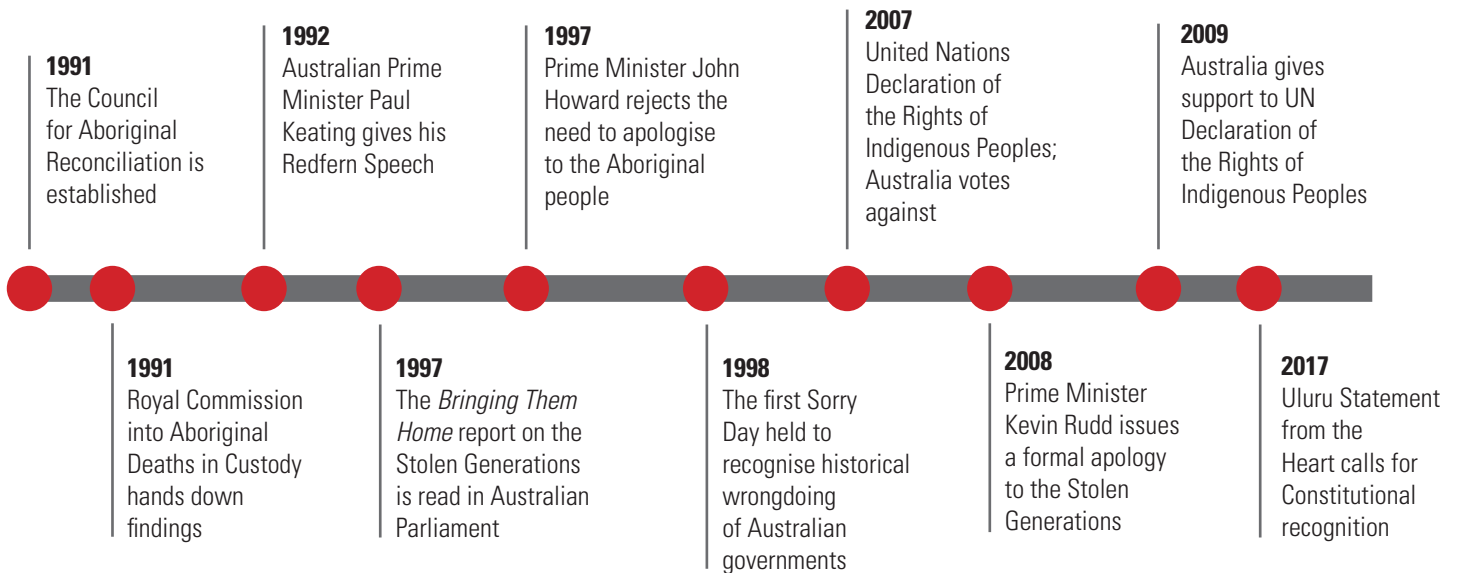 1991
The Council
for Aboriginal
Reconciliation is
established
1991
Royal Commission
into Aboriginal
Deaths in Custody
hands down
findings
1992
Australian Prime
Minister Paul
Keating gives his
Redfern Speech
1997
The Bringing Them
Home report on the
Stolen Generations
is read in Australian
Parliament
1997
Prime Minister John
Howard rejects the
need to apologise
to the Aboriginal
people
1998
The first Sorry
Day held to
recognise historical
wrongdoing
of Australian
governments
2007
United Nations
Declaration of
the Rights of
Indigenous Peoples;
Australia votes
against
2008
Prime Minister
Kevin Rudd issues
a formal apology
to the Stolen
Generations
2009
Australia gives
support to UN
Declaration of
the Rights of
Indigenous Peoples
2017
Uluru Statement
from the
Heart calls for
Constitutional
recognition